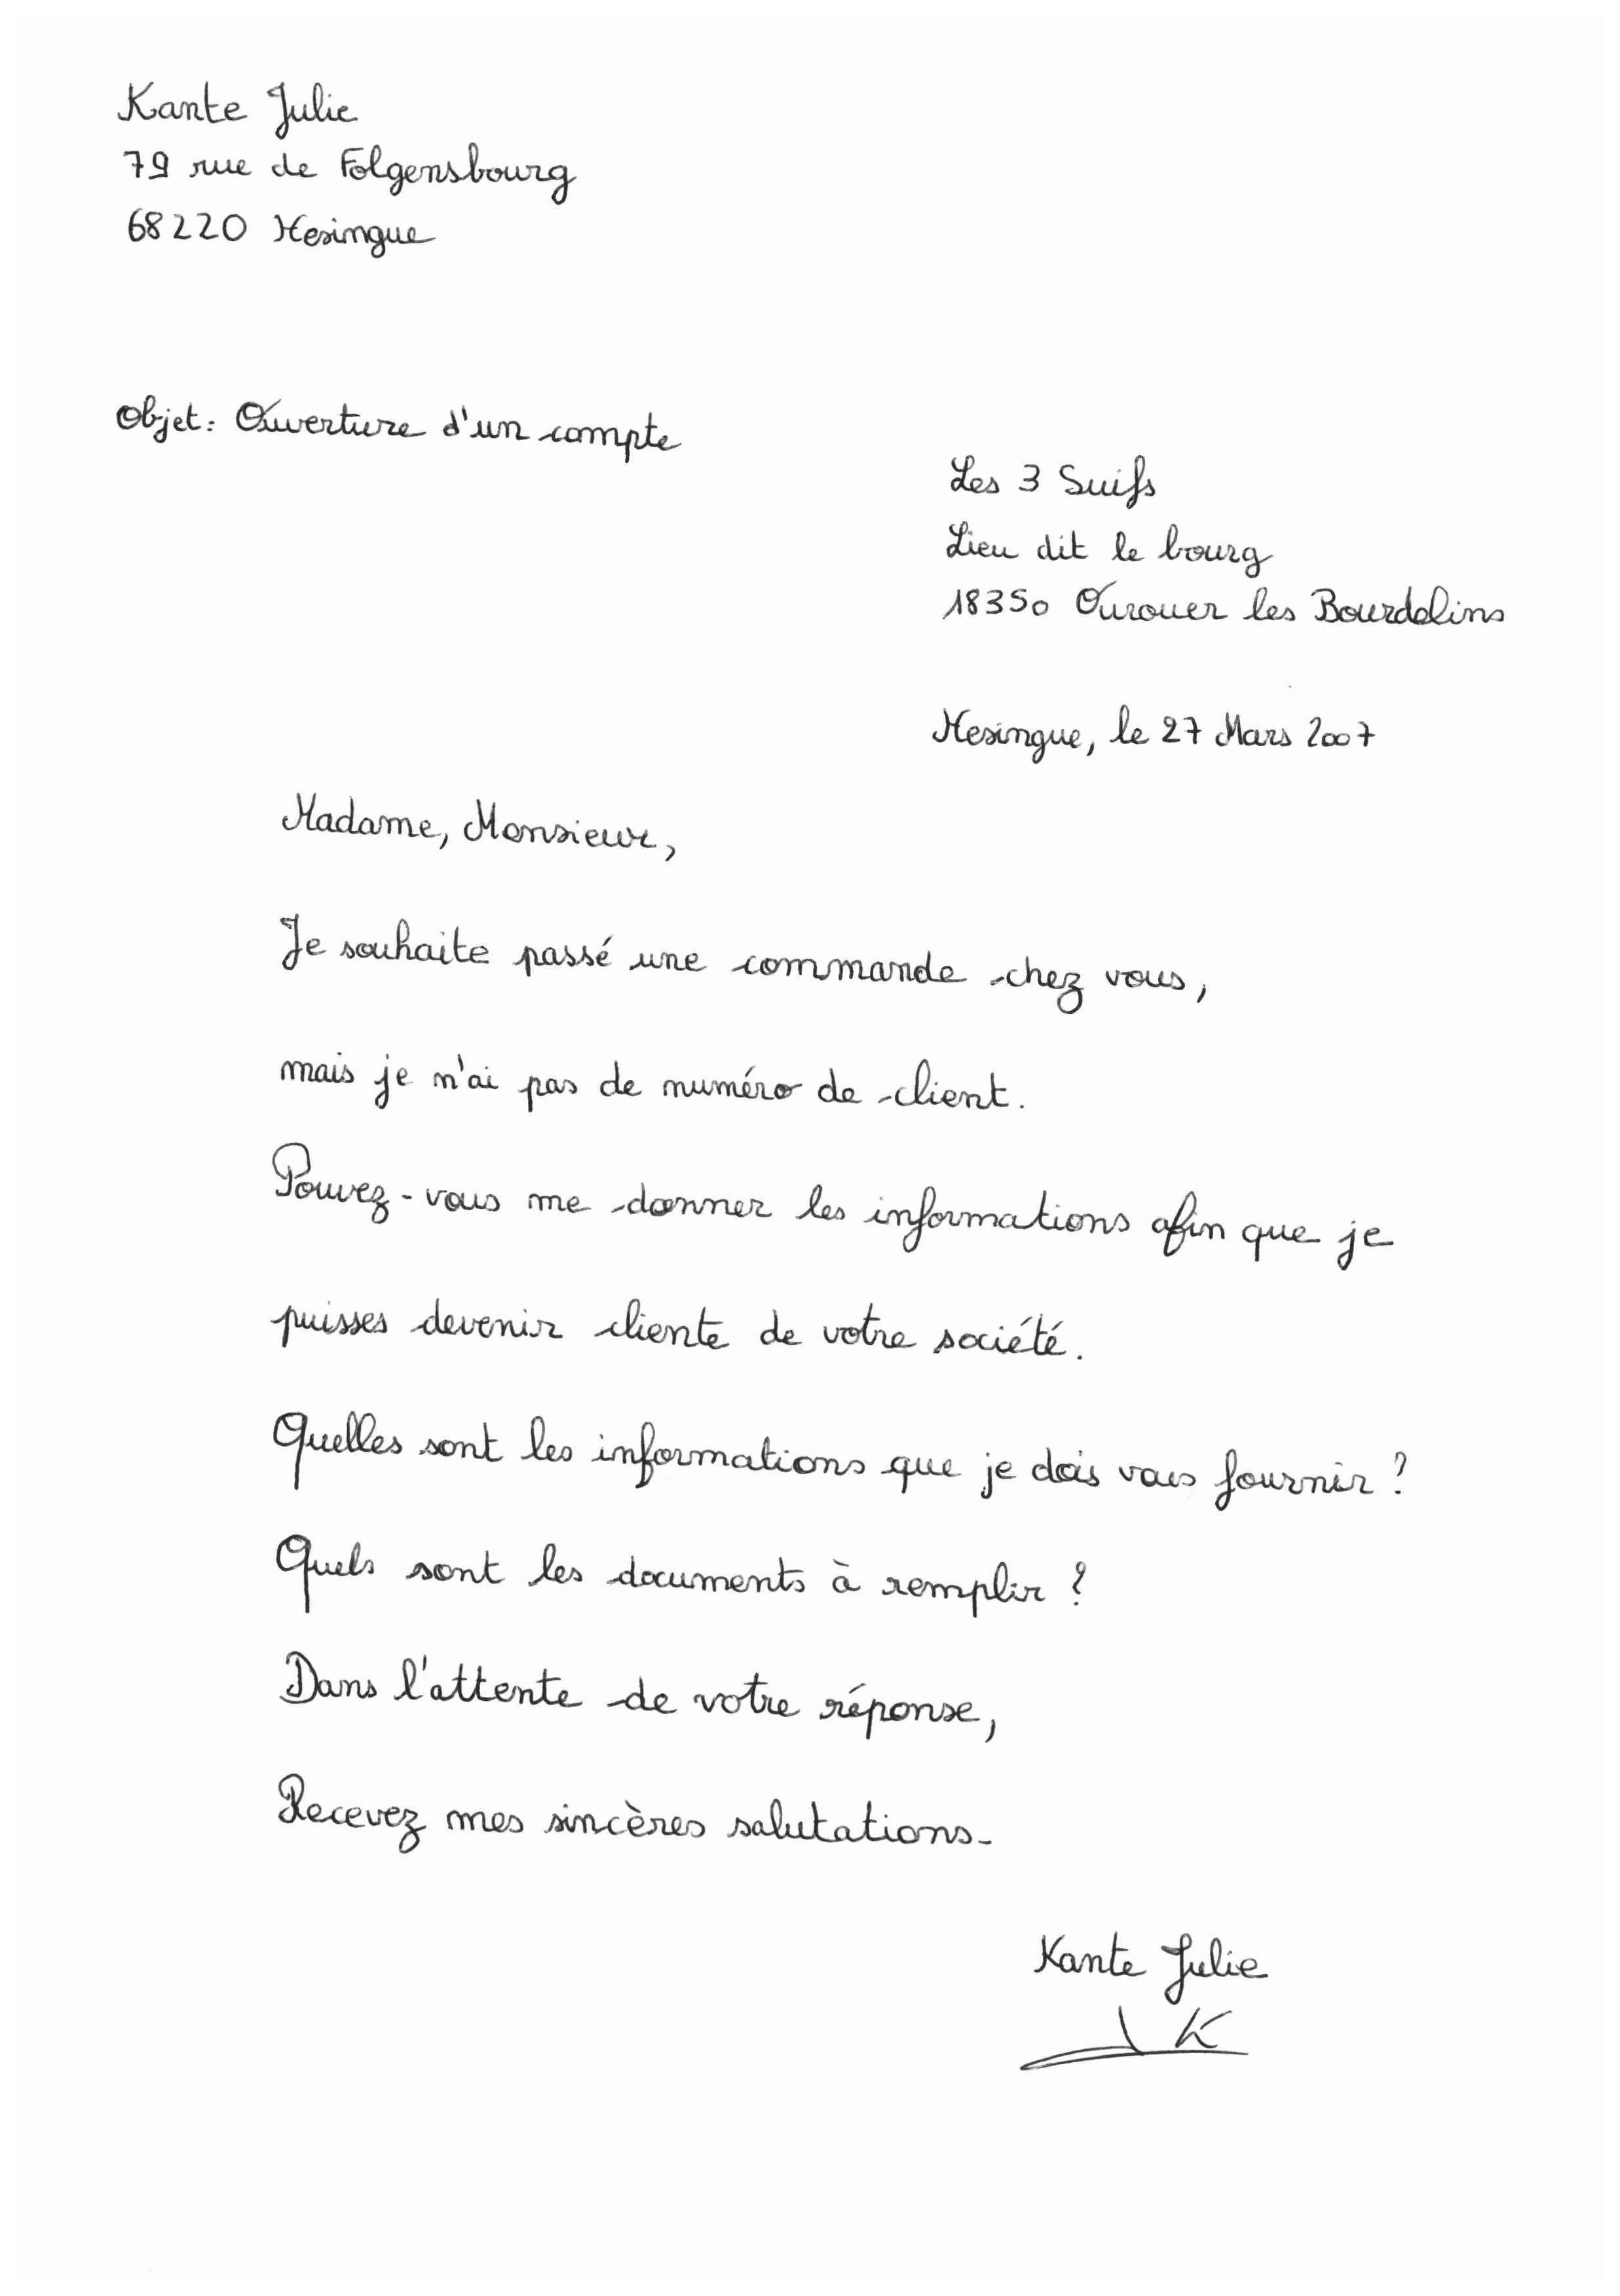 Kante Julie
79 rue de Folgensbourg
68220 Hesingue
Objet : Ouverture d'un compte
Les 3 Suifs
Lieu dit le bourg
18350 Ourouer les Bourdelins
Hesingue, le 27 Mars 2007
Madame, Monsieur,
Je souhaite passé une commande chez vous,
mais je n'ai pas de numéro de client.
Pouvez-vous me donner les informations afin que je
puisses devenir cliente de votre société.
Quelles sont les informations que je dois vous fournir ?
Quels sont les documents à remplir ?
Dans l'attente de votre réponse,
Recevez mes sincères salutations.
Kante Julie
JK